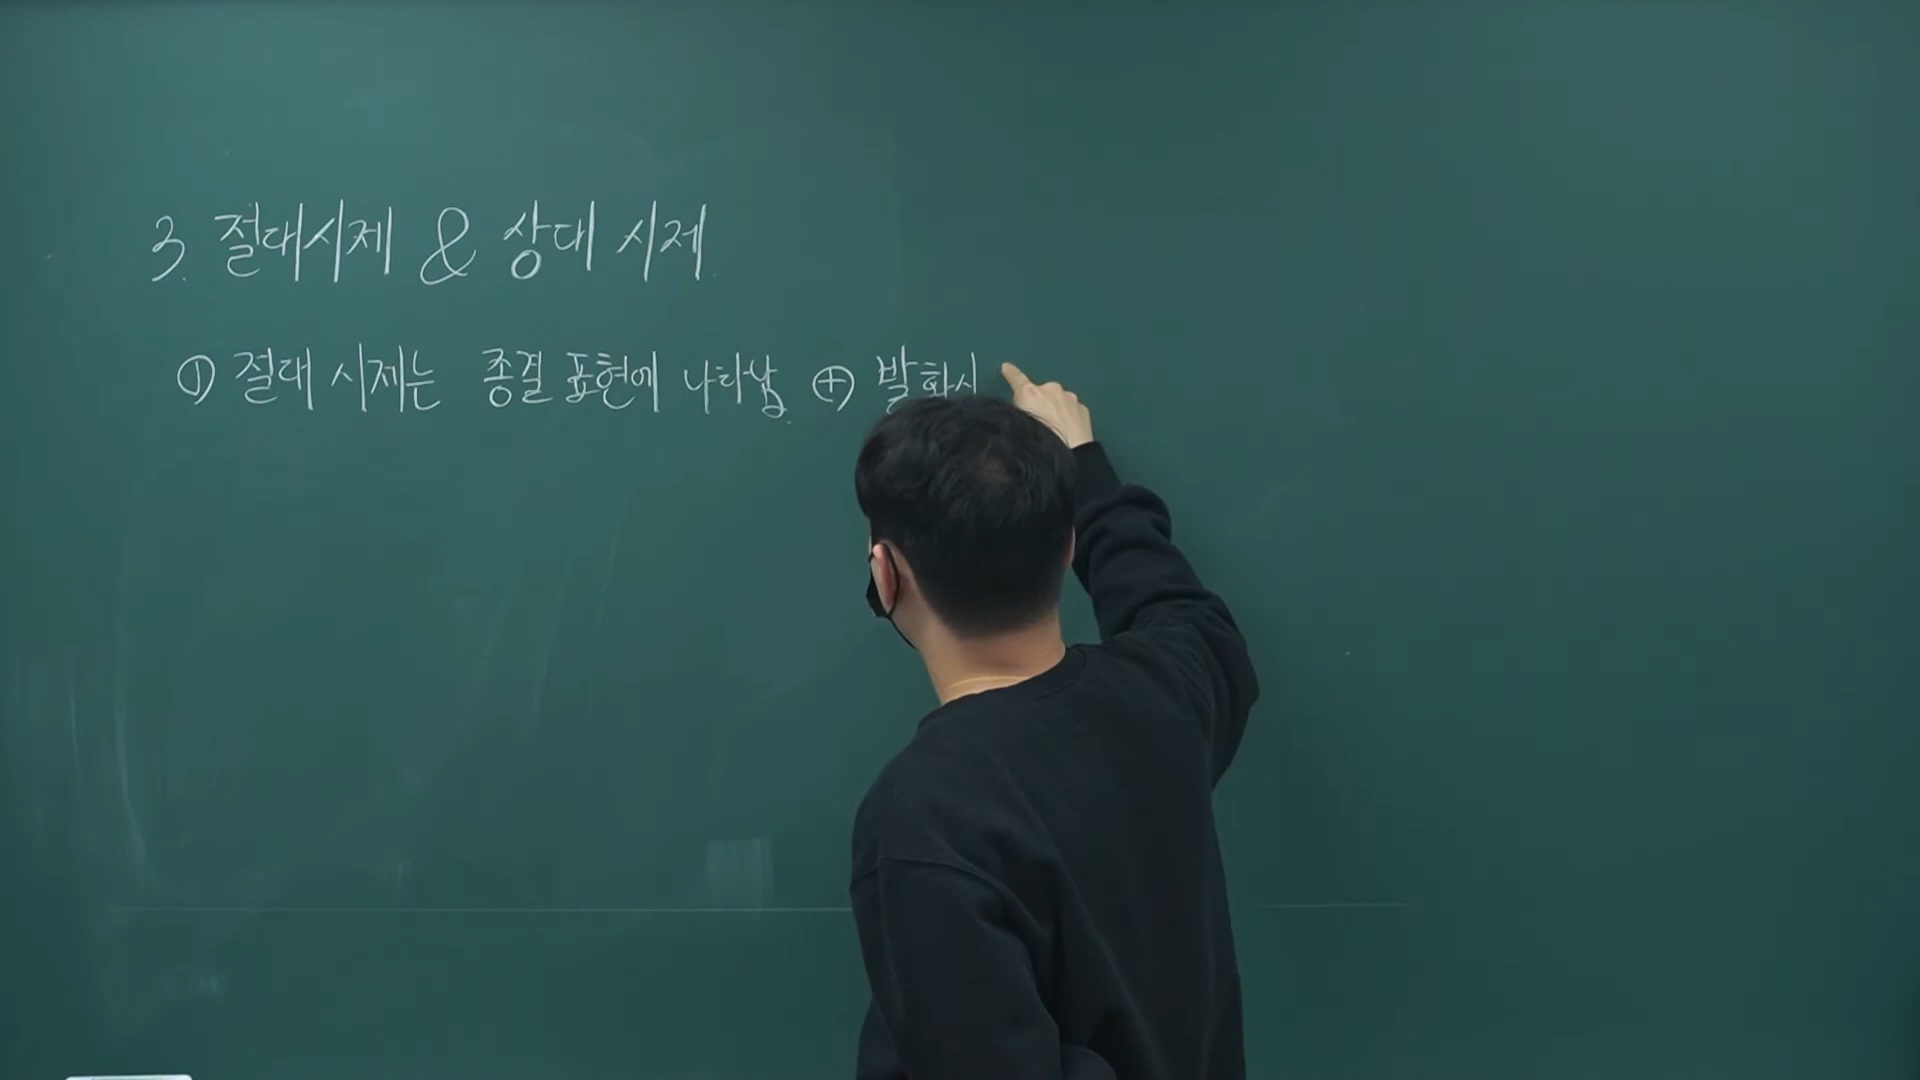 3. 절대시제 & 상대 시제.
① 절대 시제는 종결 표현에 나타남. ⊕ 발화시